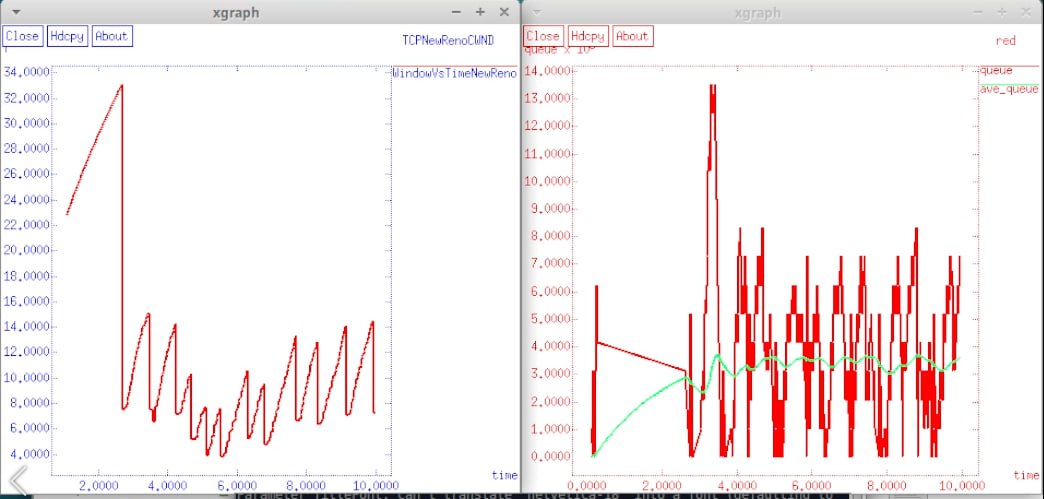 xgraph
Close Hdcpy About
TCPNewRenoCWND
34.0000
WindowVsTimeNewReno
32.0000
30.0000
28.0000
26.0000
24.0000
22.0000
20.0000
18.0000
16.0000
14.0000
12.0000
10.0000
8.0000
6.0000
4.0000
time
2.0000 4.0000 6.0000 8.0000 10.0000
xgraph
Close Hdcpy About
red
queue x 10
14.0000
queue
13.0000
ave_queue
12.0000
11.0000
10.0000
9.0000
8.0000
7.0000
6.0000
5.0000
4.0000
3.0000
2.0000
1.0000
0.0000
time
0.0000 2.0000 4.0000 6.0000 8.0000 10.0000